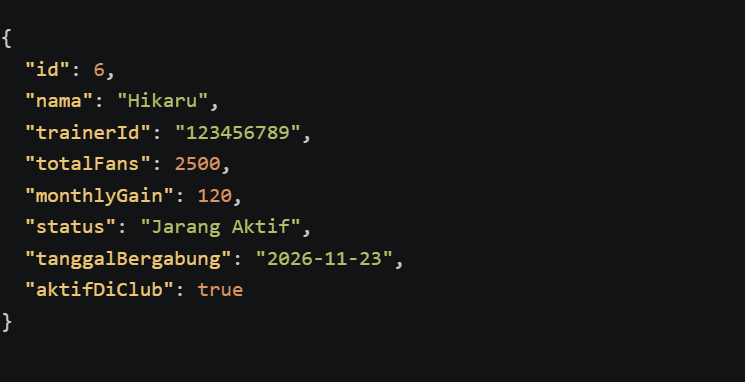 {
  "id": 6,
  "nama": "Hikaru",
  "trainerId": "123456789",
  "totalFans": 2500,
  "monthlyGain": 120,
  "status": "Jarang Aktif",
  "tanggalBergabung": "2026-11-23",
  "aktifDiClub": true
}